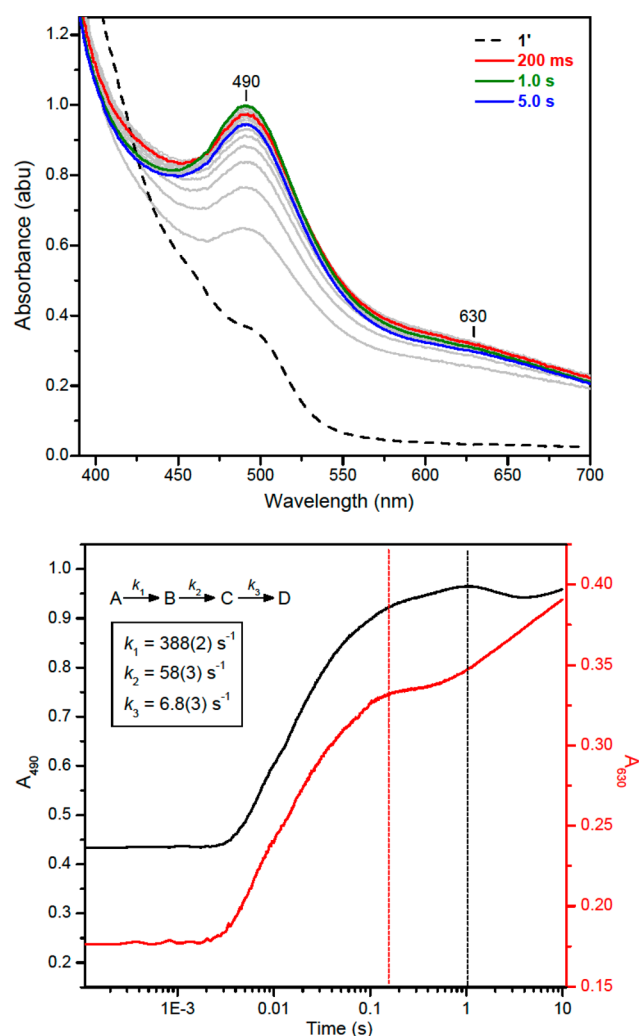 1'
200 ms
1.0 s
5.0 s
490
630
Absorbance (abu)
1.2
1.0
0.8
0.6
0.4
0.2
0.0
400 450 500 550 600 650 700
Wavelength (nm)
A k₁ B k₂ C k₃ D
k₁ = 388(2) s⁻¹
k₂ = 58(3) s⁻¹
k₃ = 6.8(3) s⁻¹
A₄₉₀
1.0
0.9
0.8
0.7
0.6
0.5
0.4
0.3
0.2
0.40
0.35
0.30
0.25
0.20
0.15
A₆₃₀
1E-3 0.01 0.1 1 10
Time (s)